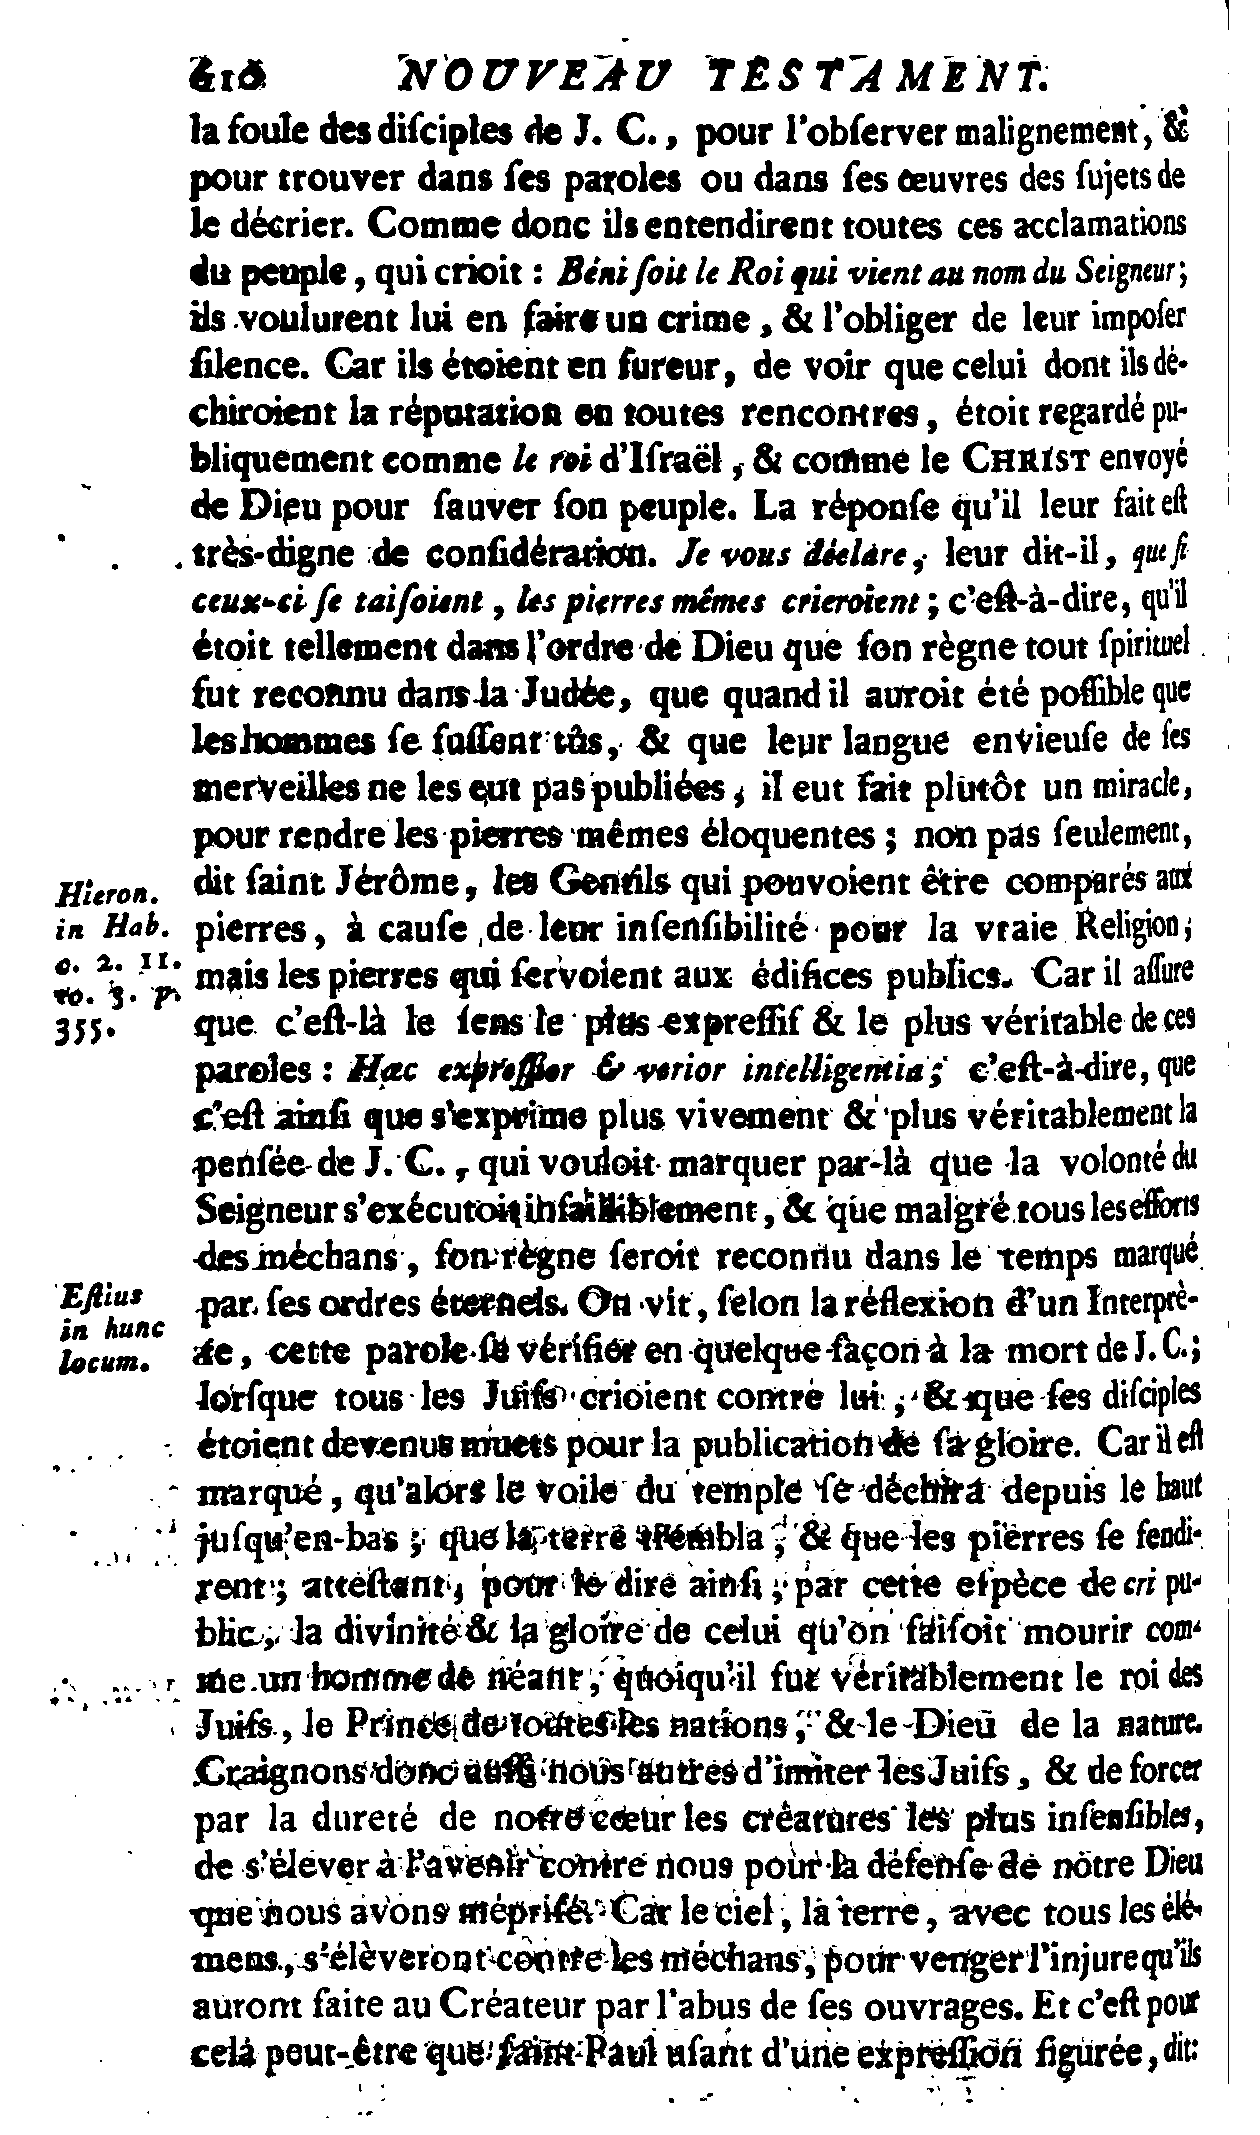 610 NOUVEAU TESTAMENT.
la foule des diſciples de J. C., pour l'obſerver malignement, &
pour trouver dans ſes paroles ou dans ſes œuvres des ſujets de
le décrier. Comme donc ils entendirent toutes ces acclamations
du peuple, qui crioit : Béni ſoit le Roi qui vient au nom du Seigneur;
ils voulurent lui en faire un crime, & l'obliger de leur impoſer
ſilence. Car ils étoient en fureur, de voir que celui dont ils dé-
chiroient la réputation en toutes rencontres, étoit regardé pu-
bliquement comme le roi d'Iſraël, & comme le CHRIST envoyé
de Dieu pour ſauver ſon peuple. La réponſe qu'il leur fait eſt
très-digne de conſidération. Je vous déclare, leur dit-il, que ſi
ceux-ci ſe taiſoient, les pierres mêmes crieroient; c'eſt-à-dire, qu'il
étoit tellement dans l'ordre de Dieu que ſon règne tout ſpirituel
fut reconnu dans la Judée, que quand il auroit été poſſible que
les hommes ſe fuſſent tûs, & que leur langue envieuſe de ſes
merveilles ne les eut pas publiées, il eut fait plutôt un miracle,
pour rendre les pierres mêmes éloquentes; non pas ſeulement,
dit ſaint Jérôme, les Gentils qui pouvoient être comparés aux
pierres, à cauſe de leur inſenſibilité pour la vraie Religion;
mais les pierres qui ſervoient aux édifices publics. Car il aſſure
que c'eſt-là le ſens le plus expreſſif & le plus véritable de ces
paroles : Hæc expreſſior & verior intelligentia; c'eſt-à-dire, que
c'eſt ainſi que s'exprime plus vivement & plus véritablement la
penſée de J. C., qui vouloit marquer par-là que la volonté du
Seigneur s'exécutoit infailliblement, & que malgré tous les efforts
des méchans, ſon règne ſeroit reconnu dans le temps marqué
par ſes ordres éternels. On vit, ſelon la réflexion d'un Interprè-
te, cette parole ſe vérifier en quelque façon à la mort de J. C.;
lorſque tous les Juifs crioient contre lui, & que ſes diſciples
étoient devenus muets pour la publication de ſa gloire. Car il eſt
marqué, qu'alors le voile du temple ſe déchira depuis le haut
juſqu'en-bas; que la terre trembla, & que les pierres ſe fendi-
rent; atteſtant, pour le dire ainſi, par cette eſpèce de cri pu-
blic, la divinité & la gloire de celui qu'on faiſoit mourir com-
me un homme de néant, quoiqu'il fut véritablement le roi des
Juifs, le Prince de toutes les nations, & le Dieu de la nature.
Craignons donc auſſi nous autres d'imiter les Juifs, & de forcer
par la dureté de notre cœur les créatures les plus inſenſibles,
de s'élever à l'avenir contre nous pour la défenſe de notre Dieu
que nous avons mépriſé. Car le ciel, la terre, avec tous les élé-
mens, s'élèveront contre les méchans, pour venger l'injure qu'ils
auront faite au Créateur par l'abus de ſes ouvrages. Et c'eſt pour
celà peut-être que ſaint Paul uſant d'une expreſſion figurée, dit:
Hieron.
in Hab.
c. 2. 11.
to. 3. p.
355.
Eſtius
in hunc
locum.